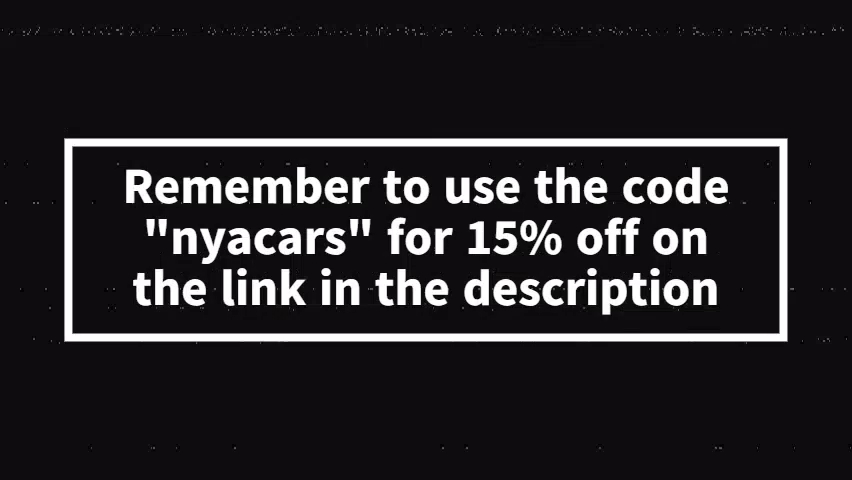 Remember to use the code
"nyacars" for 15% off on
the link in the description